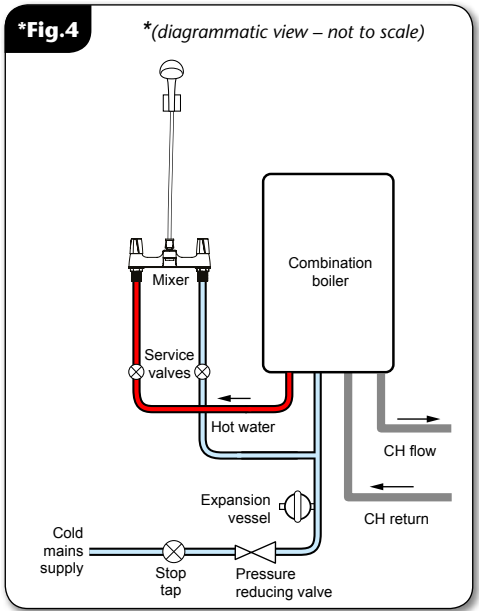 *Fig.4
*(diagrammatic view – not to scale)
Combination
boiler
Mixer
Service
valves
Hot water
CH flow
Expansion
vessel
CH return
Cold
mains
supply
Stop
tap
Pressure
reducing valve